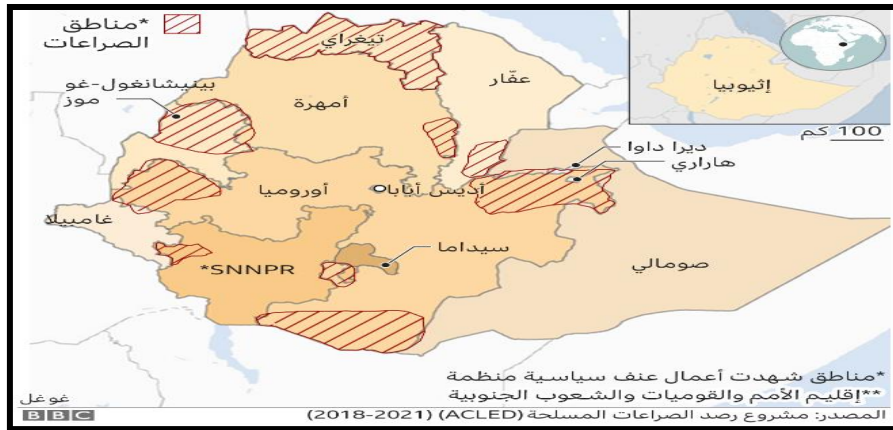 *مناطق
الصراعات
تيغراي
عفّار
بينيشانغول-غو
موز
أمهرة
إثيوبيا
100 كم
ديرا داوا
هاراري
أوروميا
أديس أبابا
غامبيلا
سيداما
صومالي
*SNNPR
*مناطق شهدت أعمال عنف سياسية منظمة
**إقليم الأمم والقوميات والشعوب الجنوبية
غوغل
المصدر: مشروع رصد الصراعات المسلحة (ACLED) (2018-2021)
BBC